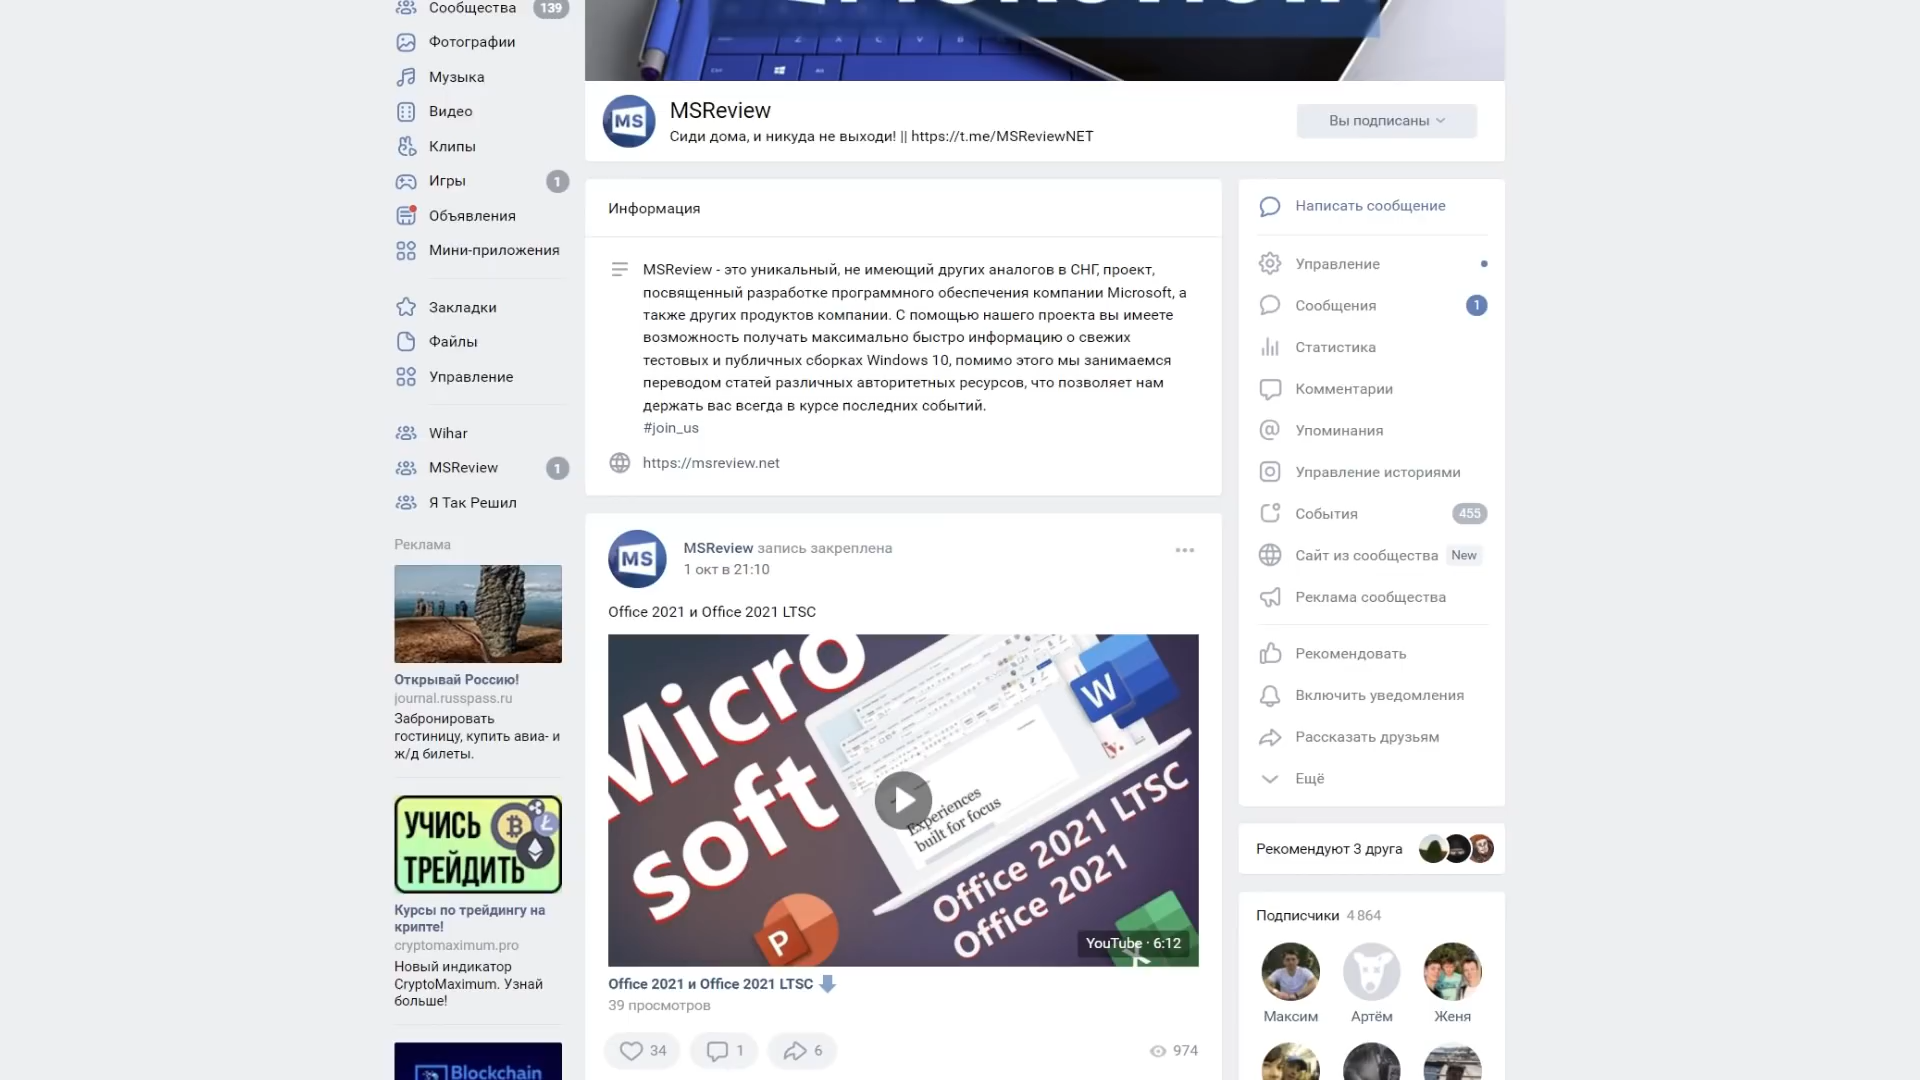 Сообщества 139
Фотографии
Музыка
Видео
Клипы
Игры 1
Объявления
Мини-приложения
Закладки
Файлы
Управление
Wihar
MSReview 1
Я Так Решил
Реклама
Открывай Россию!
journal.russpass.ru
Забронировать
гостиницу, купить авиа- и
ж/д билеты.
УЧИСЬ
ТРЕЙДИТЬ
Курсы по трейдингу на
крипте!
cryptomaximum.pro
Новый индикатор
CryptoMaximum. Узнай
больше!
Blockchain
MS
MSReview
Сиди дома, и никуда не выходи! || https://t.me/MSReviewNET
Вы подписаны
Информация
MSReview - это уникальный, не имеющий других аналогов в СНГ, проект,
посвященный разработке программного обеспечения компании Microsoft, а
также других продуктов компании. С помощью нашего проекта вы имеете
возможность получать максимально быстро информацию о свежих
тестовых и публичных сборках Windows 10, помимо этого мы занимаемся
переводом статей различных авторитетных ресурсов, что позволяет нам
держать вас всегда в курсе последних событий.
#join_us
https://msreview.net
MS
MSReview запись закреплена
1 окт в 21:10
Office 2021 и Office 2021 LTSC
Micro
soft
W
Experiences
built for focus
Office 2021 LTSC
Office 2021
P
X
YouTube · 6:12
Office 2021 и Office 2021 LTSC
39 просмотров
34
1
6
974
Написать сообщение
Управление
Сообщения 1
Статистика
Комментарии
Упоминания
Управление историями
События 455
Сайт из сообщества New
Реклама сообщества
Рекомендовать
Включить уведомления
Рассказать друзьям
Ещё
Рекомендуют 3 друга
Подписчики 4 864
Максим
Артём
Женя